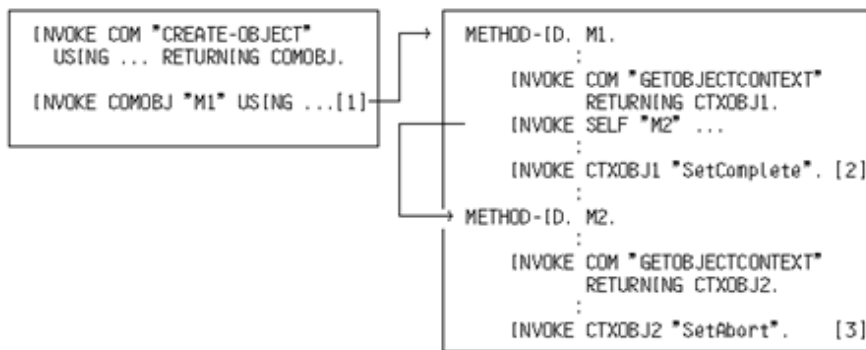 INVOKE COM "CREATE-OBJECT"
USING ... RETURNING COMOBJ.
INVOKE COMOBJ "M1" USING ...[1]
METHOD-ID. M1.
:
INVOKE COM "GETOBJECTCONTEXT"
RETURNING CTXOBJ1.
INVOKE SELF "M2" ...
:
INVOKE CTXOBJ1 "SetComplete". [2]
:
METHOD-ID. M2.
:
INVOKE COM "GETOBJECTCONTEXT"
RETURNING CTXOBJ2.
:
INVOKE CTXOBJ2 "SetAbort". [3]